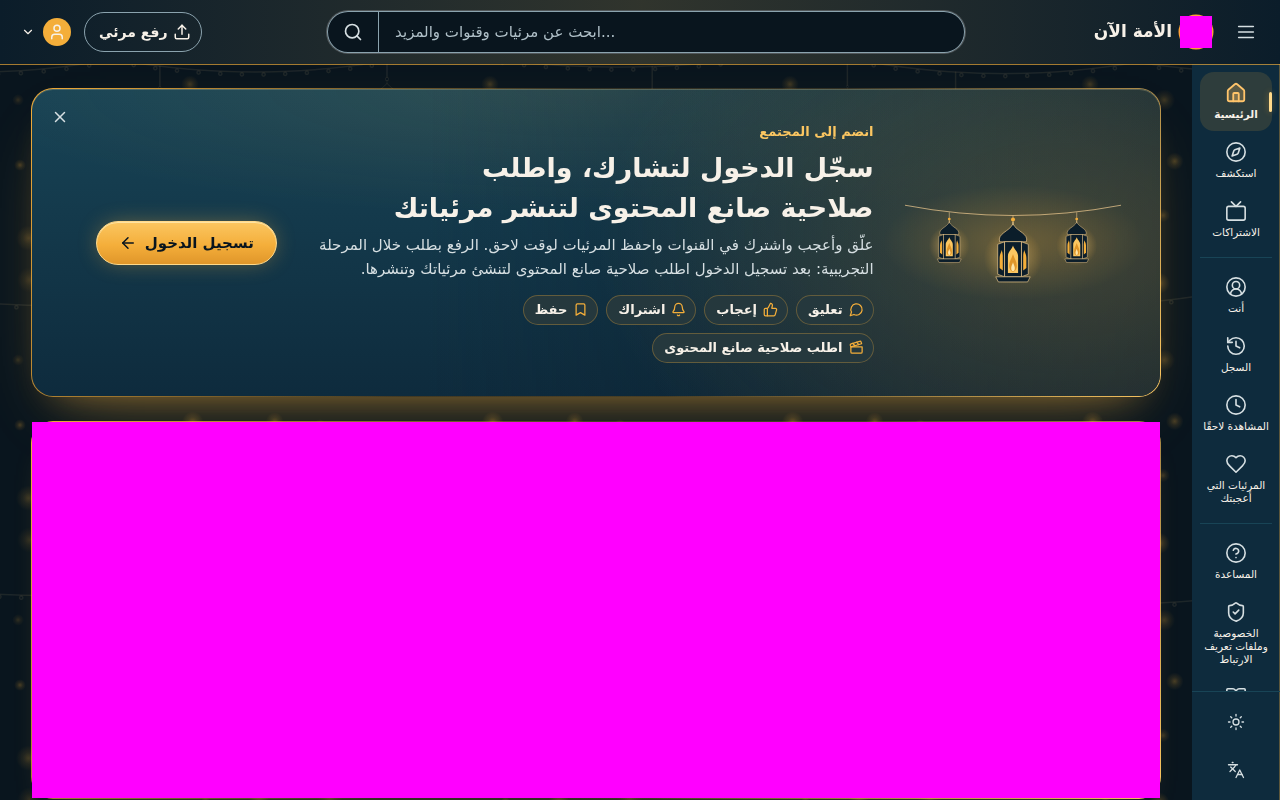 الأمة الآن
ابحث عن مرئيات وقنوات والمزيد...
رفع مرئي
الرئيسية
استكشف
الاشتراكات
أنت
السجل
المشاهدة لاحقًا
المرئيات التي
أعجبتك
المساعدة
الخصوصية
وملفات تعريف
الارتباط
انضم إلى المجتمع
سجّل الدخول لتشارك، واطلب
صلاحية صانع المحتوى لتنشر مرئياتك
علّق وأعجب واشترك في القنوات واحفظ المرئيات لوقت لاحق. الرفع بطلب خلال المرحلة
التجريبية: بعد تسجيل الدخول اطلب صلاحية صانع المحتوى لتنشئ مرئياتك وتنشرها.
تعليق
إعجاب
اشتراك
حفظ
اطلب صلاحية صانع المحتوى
تسجيل الدخول